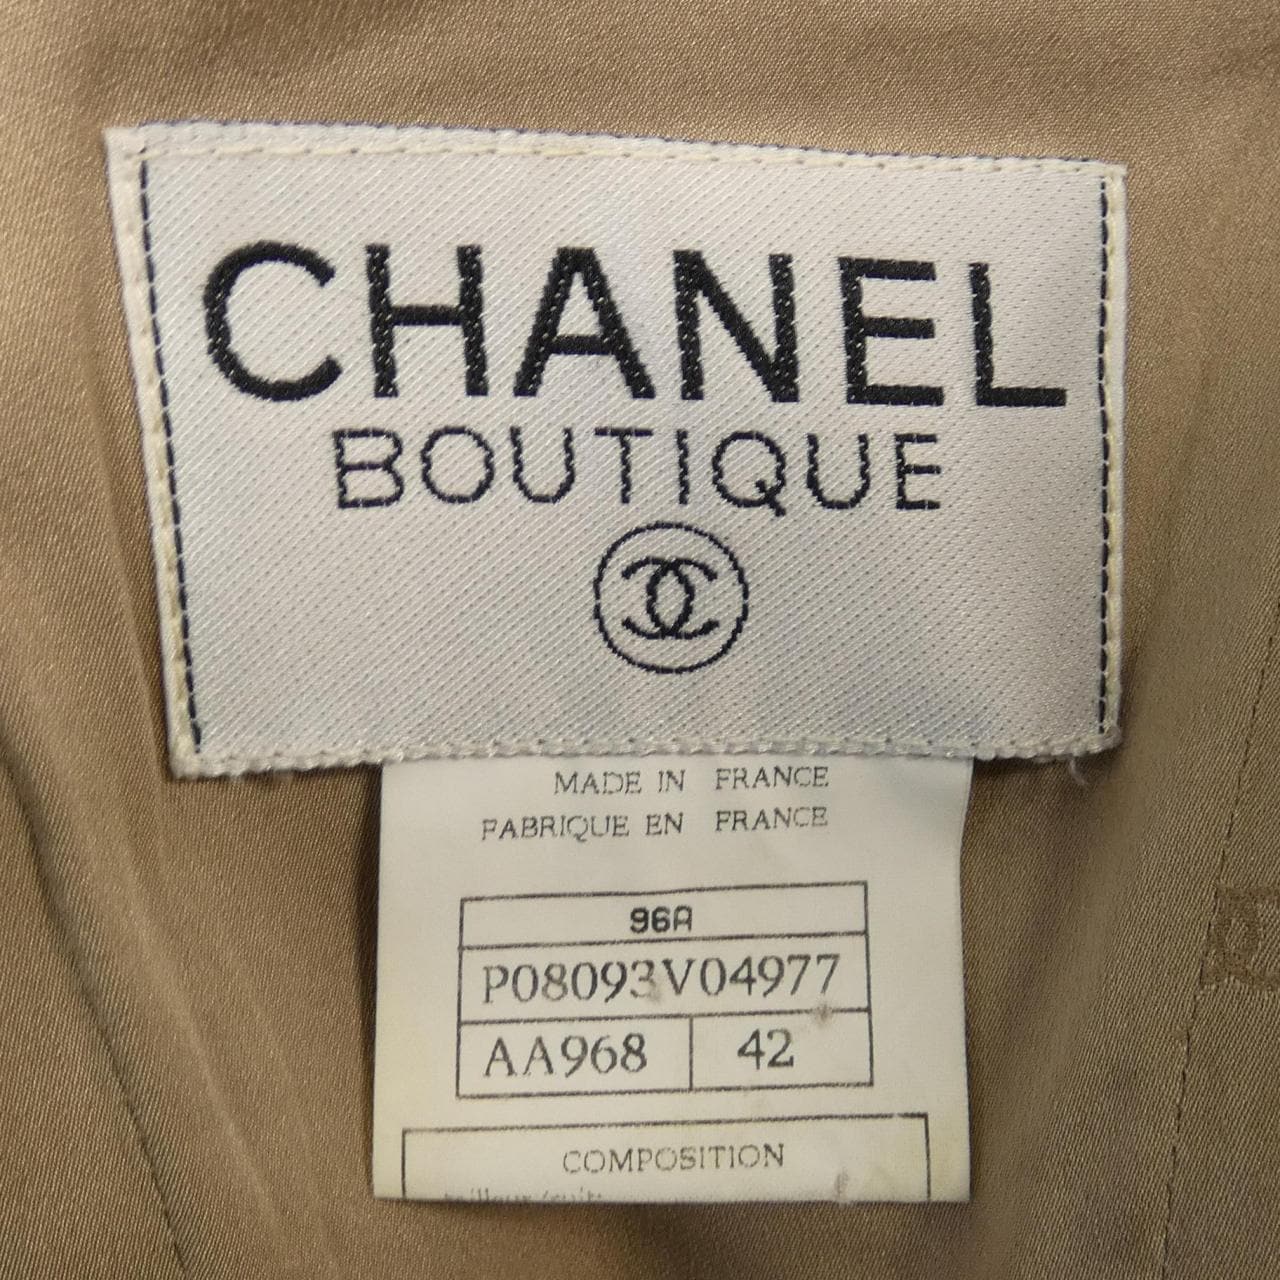 CHANEL
BOUTIQUE
MADE IN FRANCE
FABRIQUE EN FRANCE
96A
P08093V04977
AA968 42
COMPOSITION